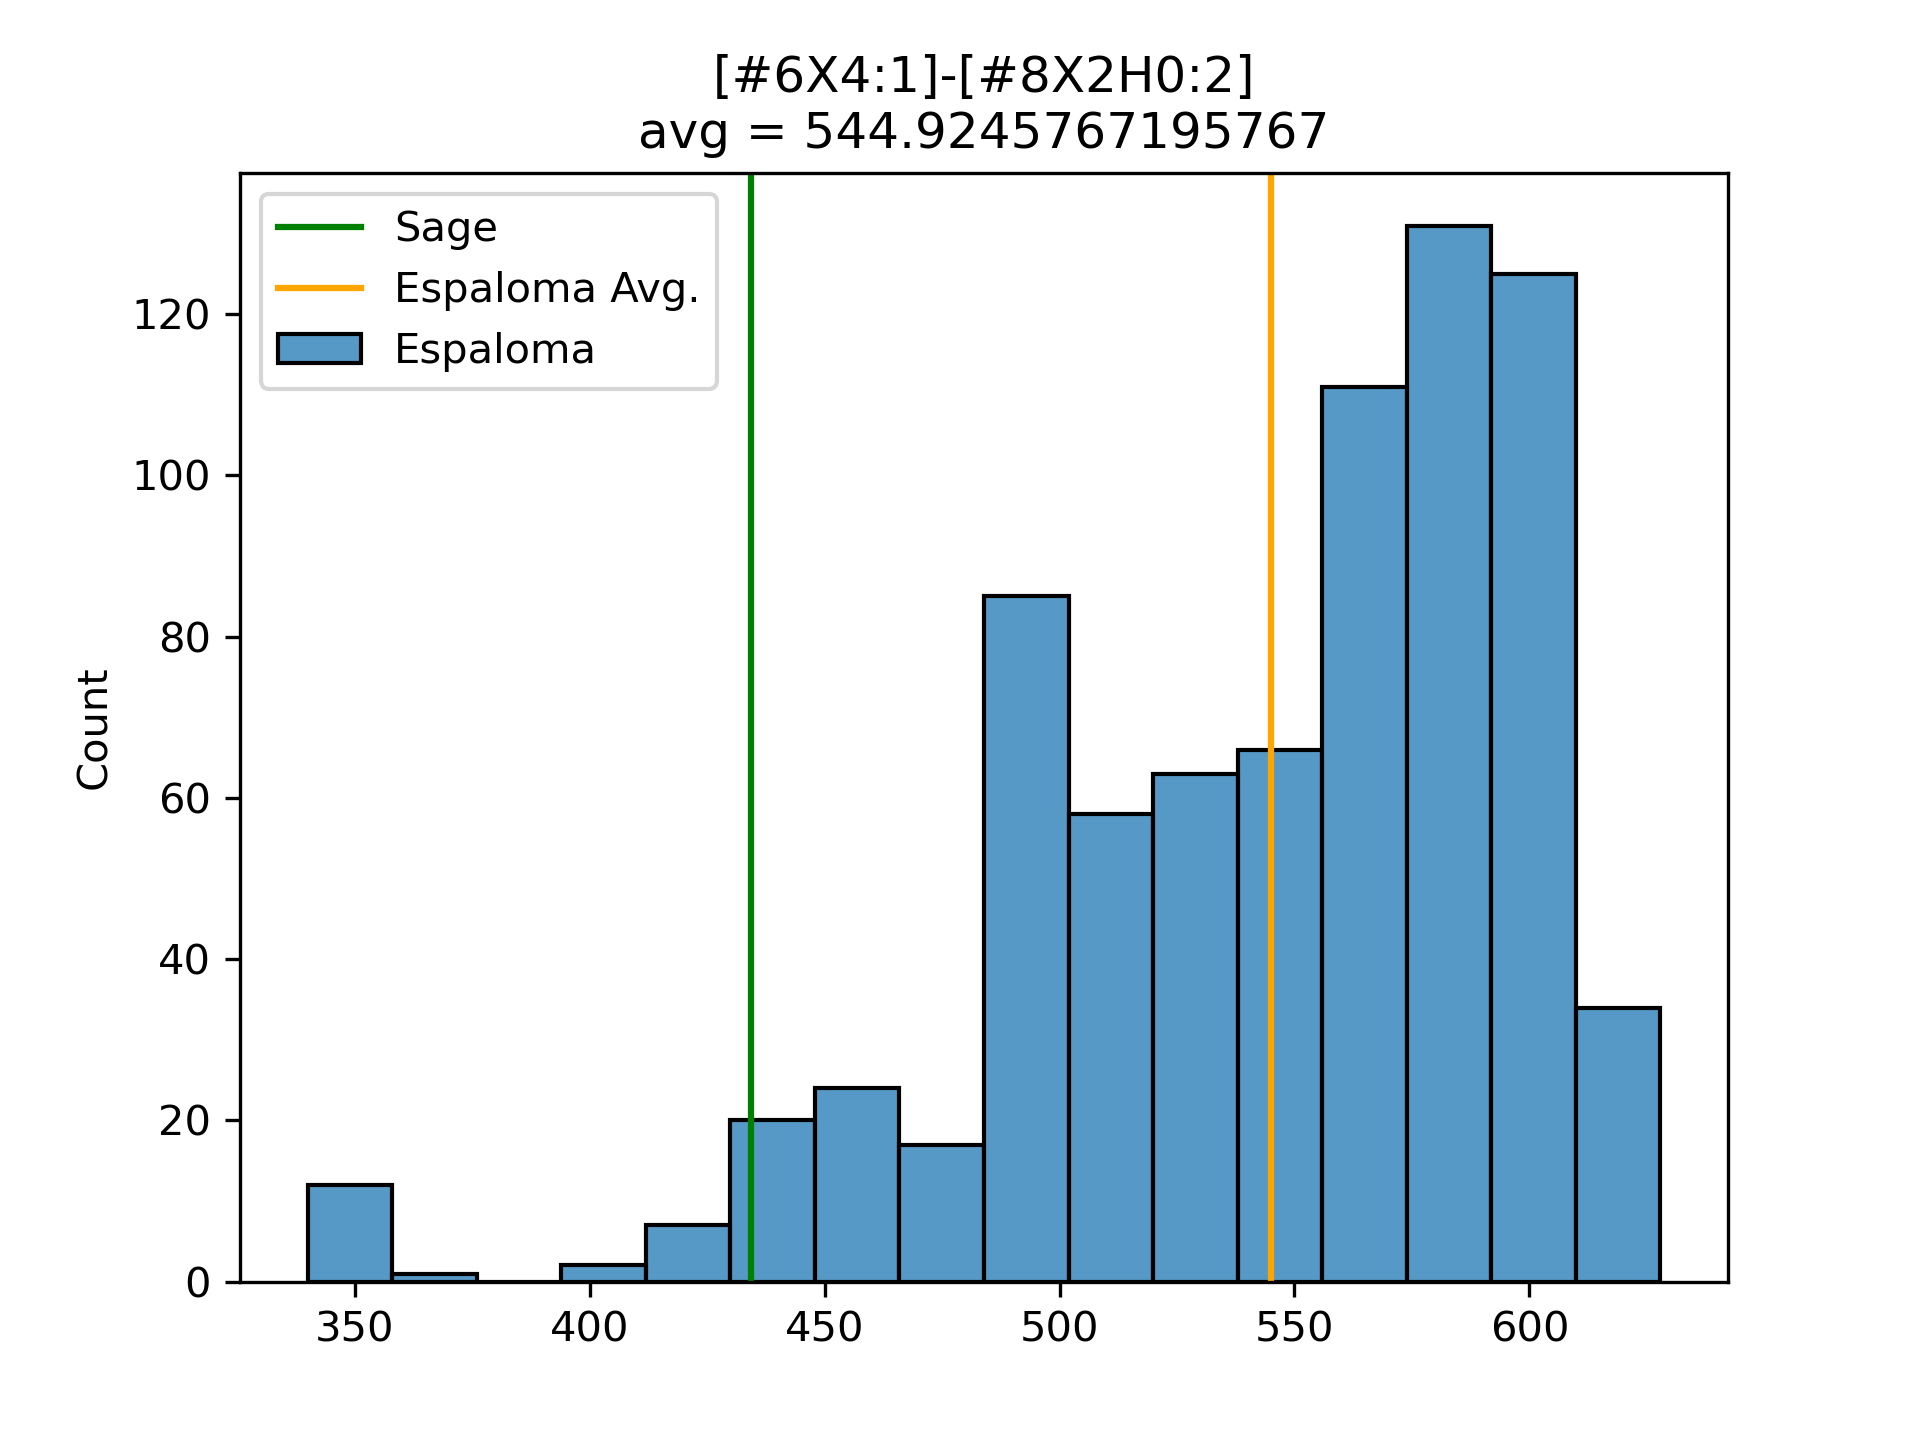 [#6X4:1]-[#8X2H0:2]
avg = 544.9245767195767
Sage
Espaloma Avg.
Espaloma
Count
120
100
80
60
40
20
0
350 400 450 500 550 600